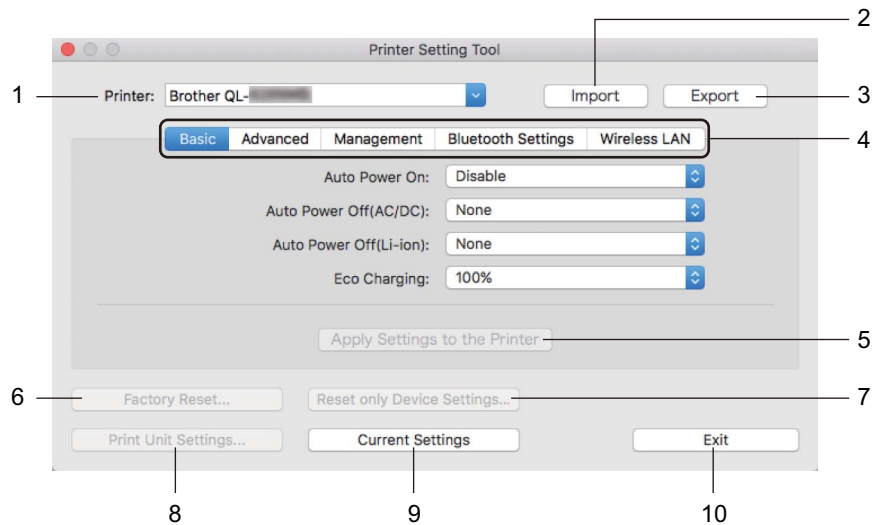 2
Printer Setting Tool
1 Printer: Brother QL- Import Export 3
Basic Advanced Management Bluetooth Settings Wireless LAN 4
Auto Power On: Disable
Auto Power Off(AC/DC): None
Auto Power Off(Li-ion): None
Eco Charging: 100%
Apply Settings to the Printer 5
6 Factory Reset... Reset only Device Settings... 7
Print Unit Settings... Current Settings Exit
8 9 10